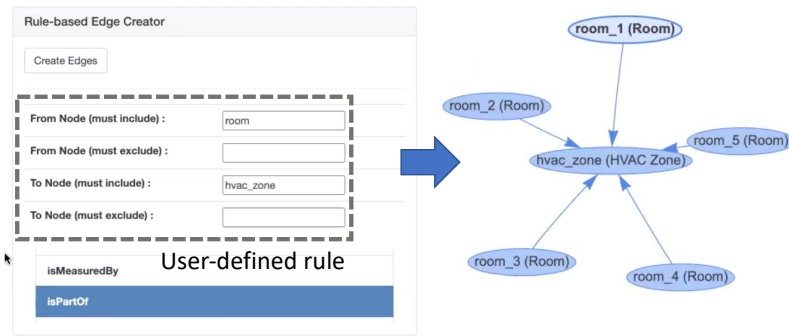 Rule-based Edge Creator
Create Edges
From Node (must include) : room
From Node (must exclude) :
To Node (must include) : hvac_zone
To Node (must exclude) :
User-defined rule
isMeasuredBy
isPartOf
room_1 (Room)
room_2 (Room)
room_5 (Room)
hvac_zone (HVAC Zone)
room_3 (Room)
room_4 (Room)